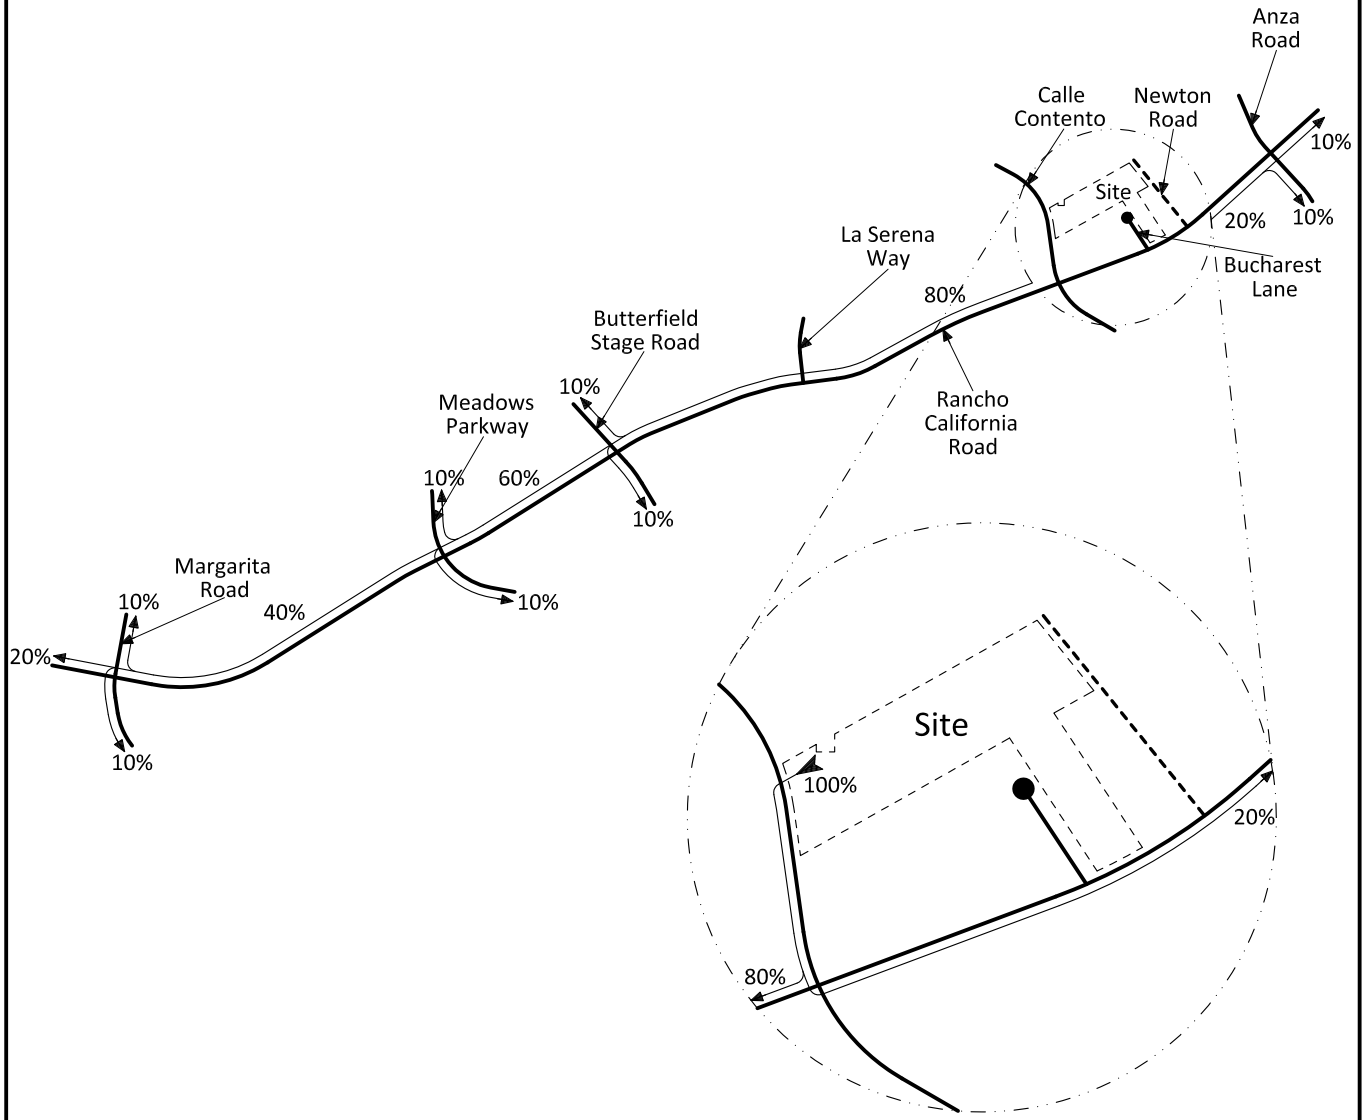 Anza
Road
Calle
Contento
Newton
Road
10%
Site
20%
10%
La Serena
Way
Bucharest
Lane
80%
Butterfield
Stage Road
10%
Rancho
California
Road
Meadows
Parkway
10%
60%
10%
Margarita
Road
10%
40%
10%
20%
10%
Site
100%
20%
80%